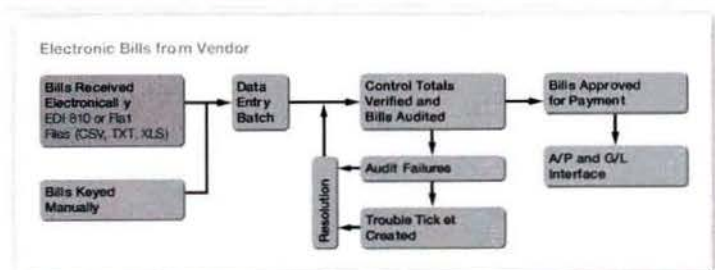 Electronic Bills from Vendor
Bills Received
Electronically
EDI 810 or Flat
Files (CSV, TXT, XLS)
Bills Keyed
Manually
Data
Entry
Batch
Resolution
Control Totals
Verified and
Bills Audited
Audit Failures
Trouble Ticket
Created
Bills Approved
for Payment
A/P and G/L
Interface